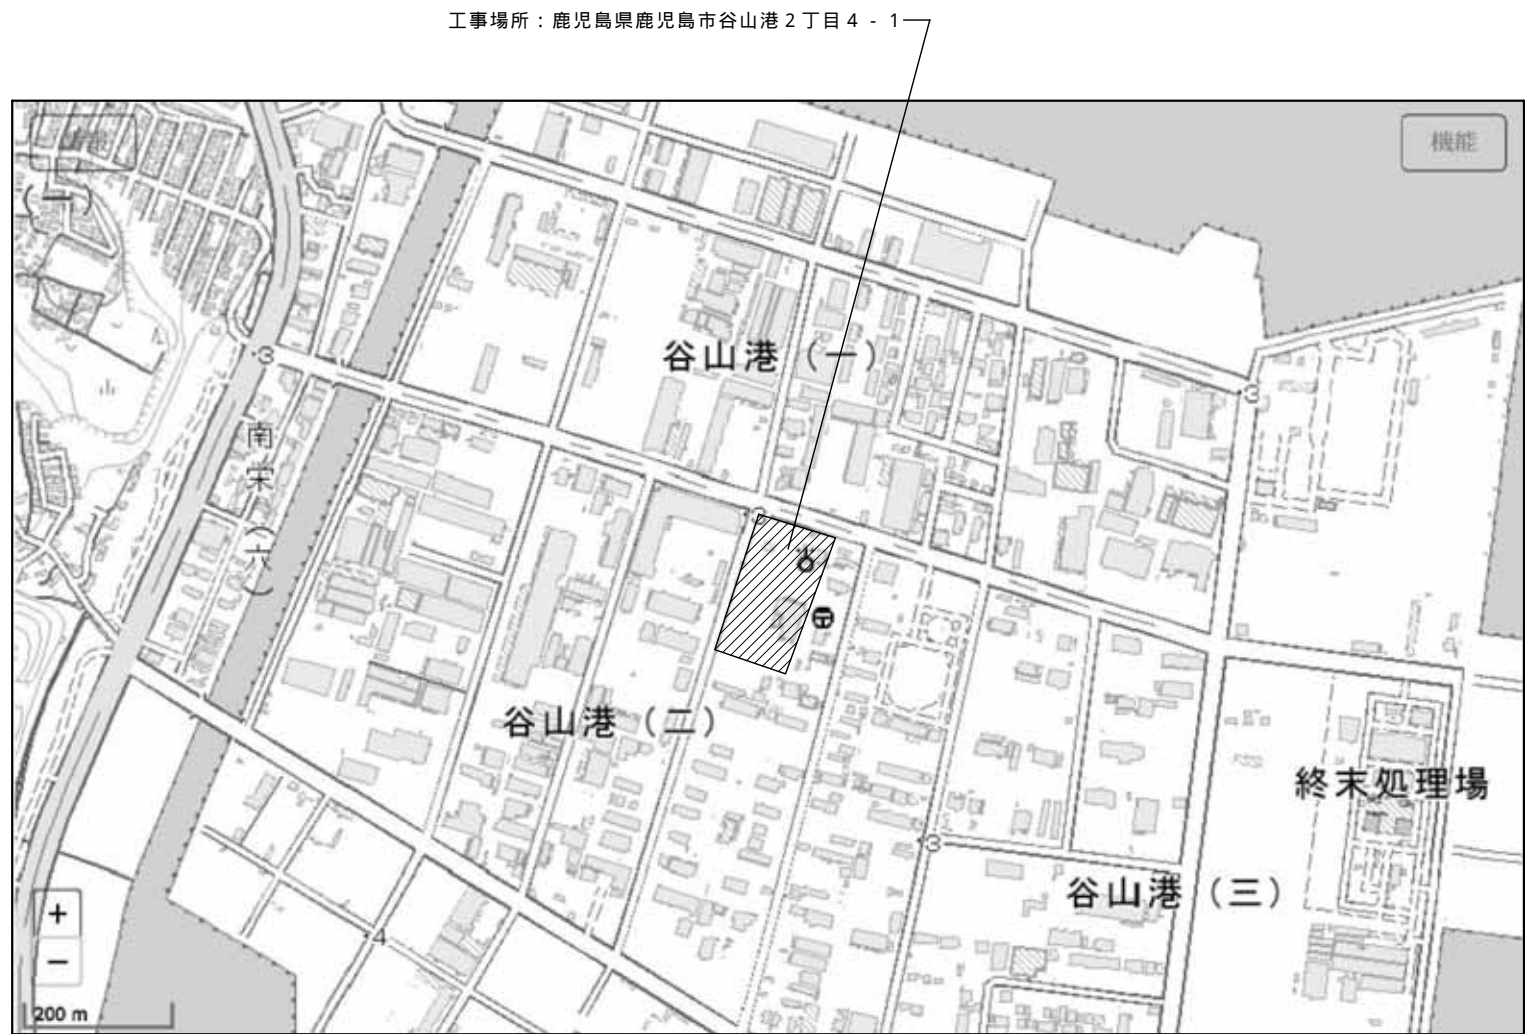 工事場所：鹿児島県鹿児島市谷山港２丁目４‐１
機能
(一)
3
谷山港（一）
3
南栄（六）
3
谷山港（二）
終末処理場
3
谷山港（三）
+
4
−
200 m